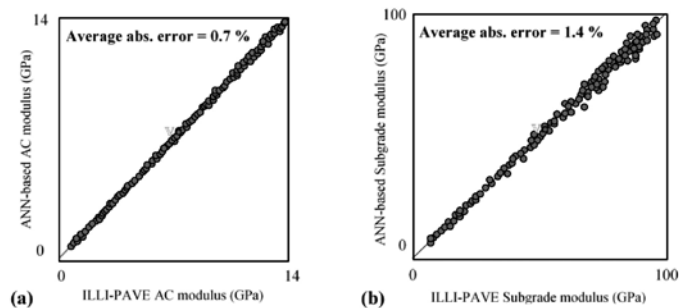 14
Average abs. error = 0.7 %
ANN-based AC modulus (GPa)
0
0
14
(a)
ILLI-PAVE AC modulus (GPa)
100
Average abs. error = 1.4 %
ANN-based Subgrade modulus (GPa)
0
0
100
(b)
ILLI-PAVE Subgrade modulus (GPa)